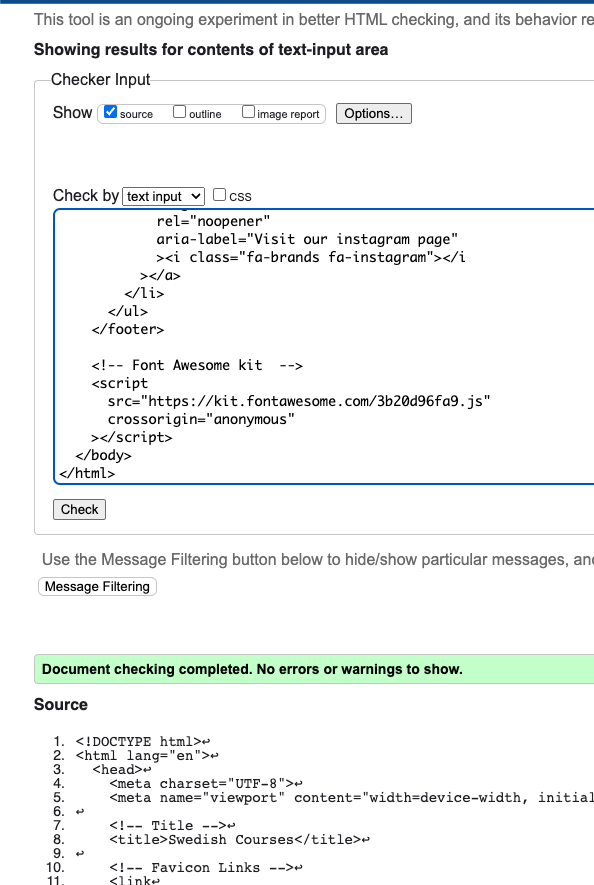 This tool is an ongoing experiment in better HTML checking, and its behavior re
Showing results for contents of text-input area
Checker Input
Show source outline image report Options...
Check by text input CSS
rel="noopener"
aria-label="Visit our instagram page"
><i class="fa-brands fa-instagram"></i
></a>
</li>
</ul>
</footer>
<!-- Font Awesome kit  -->
<script
src="https://kit.fontawesome.com/3b20d96fa9.js"
crossorigin="anonymous"
></script>
</body>
</html>
Check
Use the Message Filtering button below to hide/show particular messages, and
Message Filtering
Document checking completed. No errors or warnings to show.
Source
1. <!DOCTYPE html>↩
2. <html lang="en">↩
3. <head>↩
4. <meta charset="UTF-8">↩
5. <meta name="viewport" content="width=device-width, initial
6. ↩
7. <!-- Title -->↩
8. <title>Swedish Courses</title>↩
9. ↩
10. <!-- Favicon Links -->↩
11. <link↩